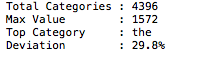 Total Categories : 4396
Max Value : 1572
Top Category : the
Deviation : 29.8%